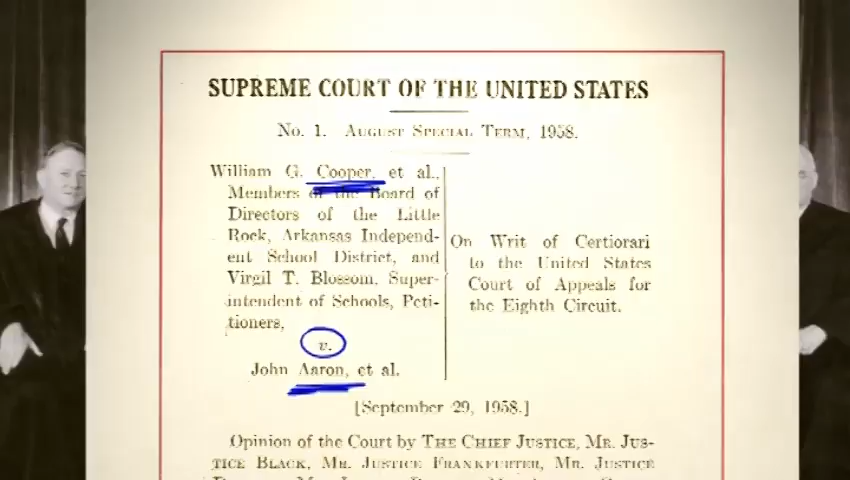 SUPREME COURT OF THE UNITED STATES
No. 1. AUGUST SPECIAL TERM, 1958.
William G. Cooper, et al.,
Members of the Board of
Directors of the Little
Rock, Arkansas Independ-
ent School District, and
Virgil T. Blossom, Super-
intendent of Schools, Peti-
tioners,
v.
John Aaron, et al.
On Writ of Certiorari
to the United States
Court of Appeals for
the Eighth Circuit.
[September 29, 1958.]
Opinion of the Court by THE CHIEF JUSTICE, MR. JUS-
TICE BLACK, MR. JUSTICE FRANKFURTER, MR. JUSTICE